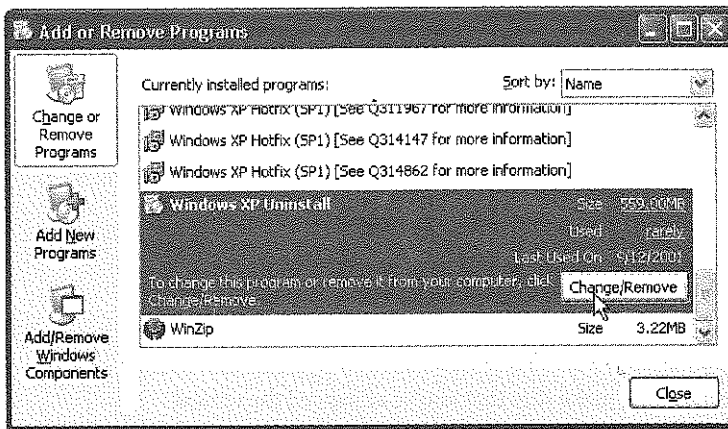 Add or Remove Programs
Change or
Remove
Programs
Add New
Programs
Add/Remove
Windows
Components
Currently installed programs:
Sort by: Name
Windows XP Hotfix (SP1) [See Q311967 for more information]
Windows XP Hotfix (SP1) [See Q314147 for more information]
Windows XP Hotfix (SP1) [See Q314862 for more information]
Windows XP Uninstall Size 559.00MB
Used rarely
Last Used On 5/12/2001
To change this program or remove it from your computer, click
Change/Remove
Change/Remove
WinZip Size 3.22MB
Close